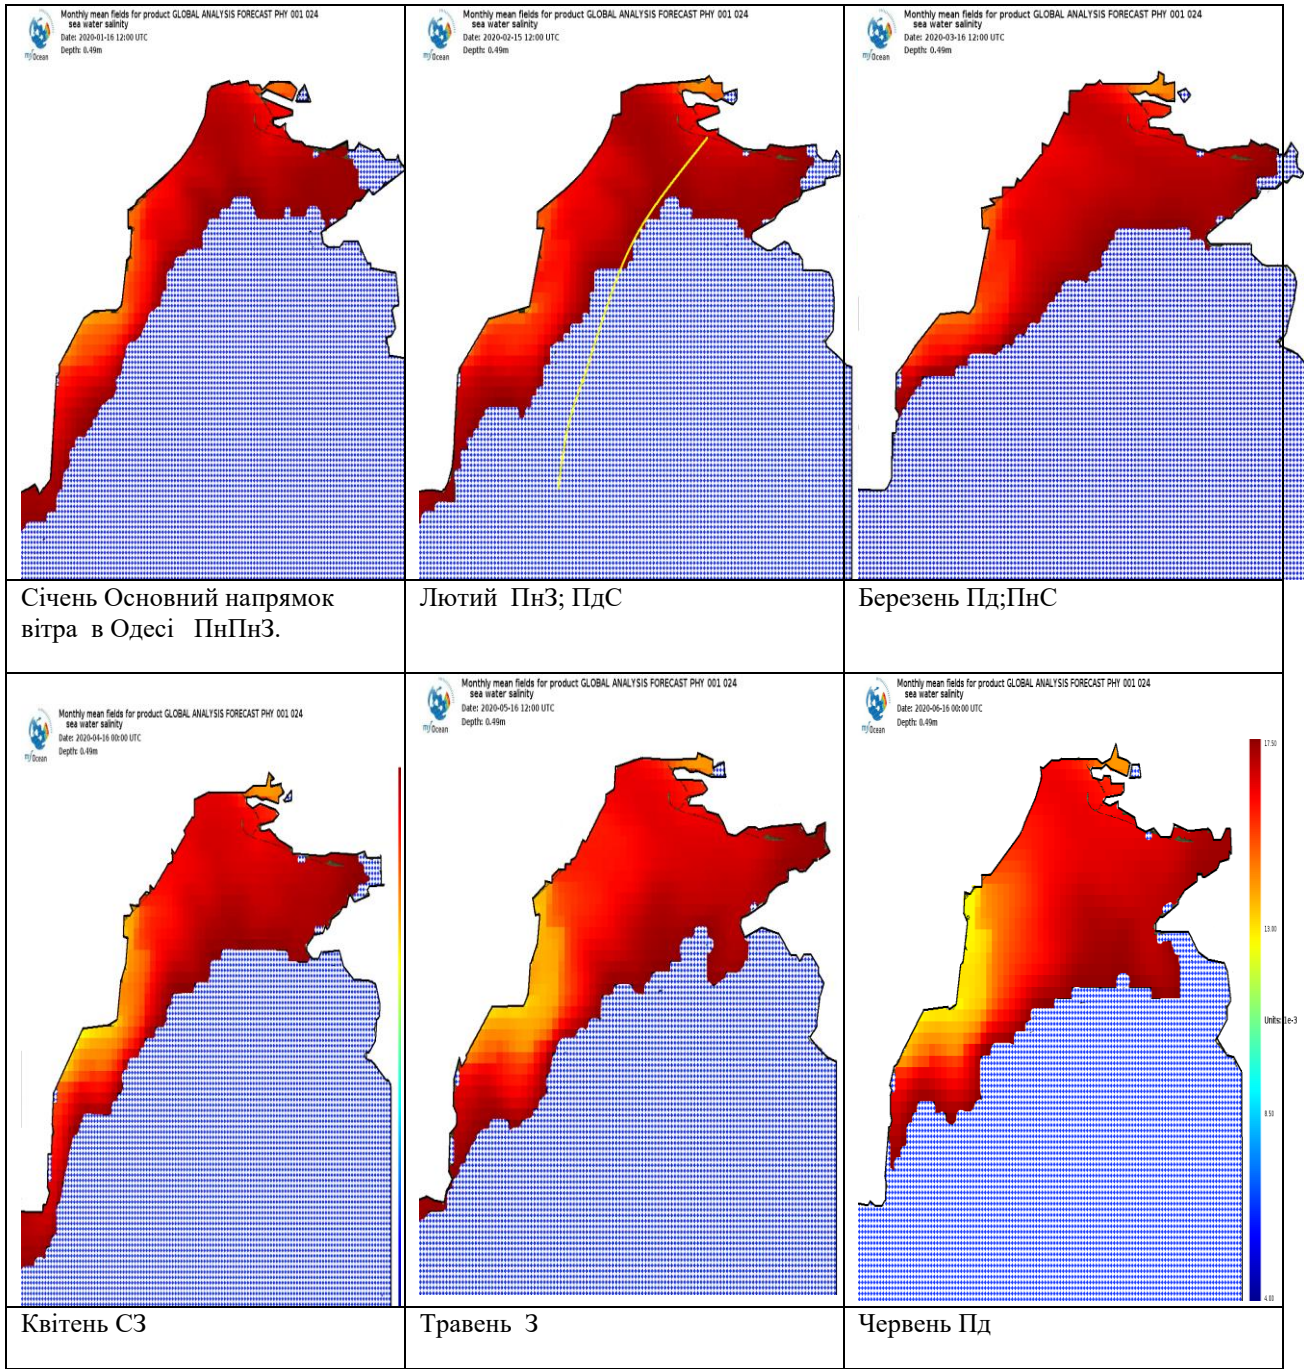 Monthly mean fields for product GLOBAL ANALYSIS FORECAST PHY 001 024
sea water salinity
Date: 2020-01-16 12:00 UTC
Depth: 0.49m
myOcean
Monthly mean fields for product GLOBAL ANALYSIS FORECAST PHY 001 024
sea water salinity
Date: 2020-02-15 12:00 UTC
Depth: 0.49m
myOcean
Monthly mean fields for product GLOBAL ANALYSIS FORECAST PHY 001 024
sea water salinity
Date: 2020-03-16 12:00 UTC
Depth: 0.49m
myOcean
Січень Основний напрямок
вітра в Одесі ПнПнЗ.
Лютий ПнЗ; ПдС
Березень Пд;ПнС
Monthly mean fields for product GLOBAL ANALYSIS FORECAST PHY 001 024
sea water salinity
Date: 2020-04-16 00:00 UTC
Depth: 0.49m
myOcean
Monthly mean fields for product GLOBAL ANALYSIS FORECAST PHY 001 024
sea water salinity
Date: 2020-05-16 12:00 UTC
Depth: 0.49m
myOcean
Monthly mean fields for product GLOBAL ANALYSIS FORECAST PHY 001 024
sea water salinity
Date: 2020-06-16 00:00 UTC
Depth: 0.49m
myOcean
17.50
13.00
Units: 1e-3
8.50
4.00
Квітень СЗ
Травень З
Червень Пд